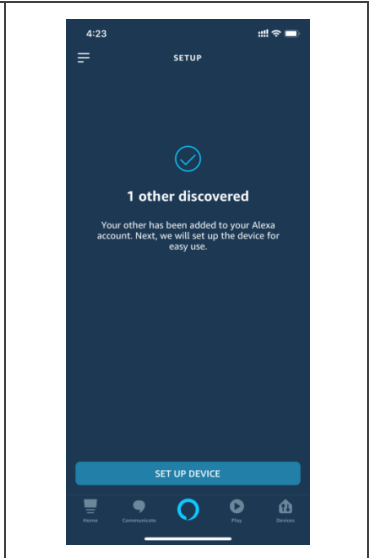 4:23
SETUP
1 other discovered
Your other has been added to your Alexa
account. Next, we will set up the device for
easy use.
SET UP DEVICE
Home Communicate Play Devices